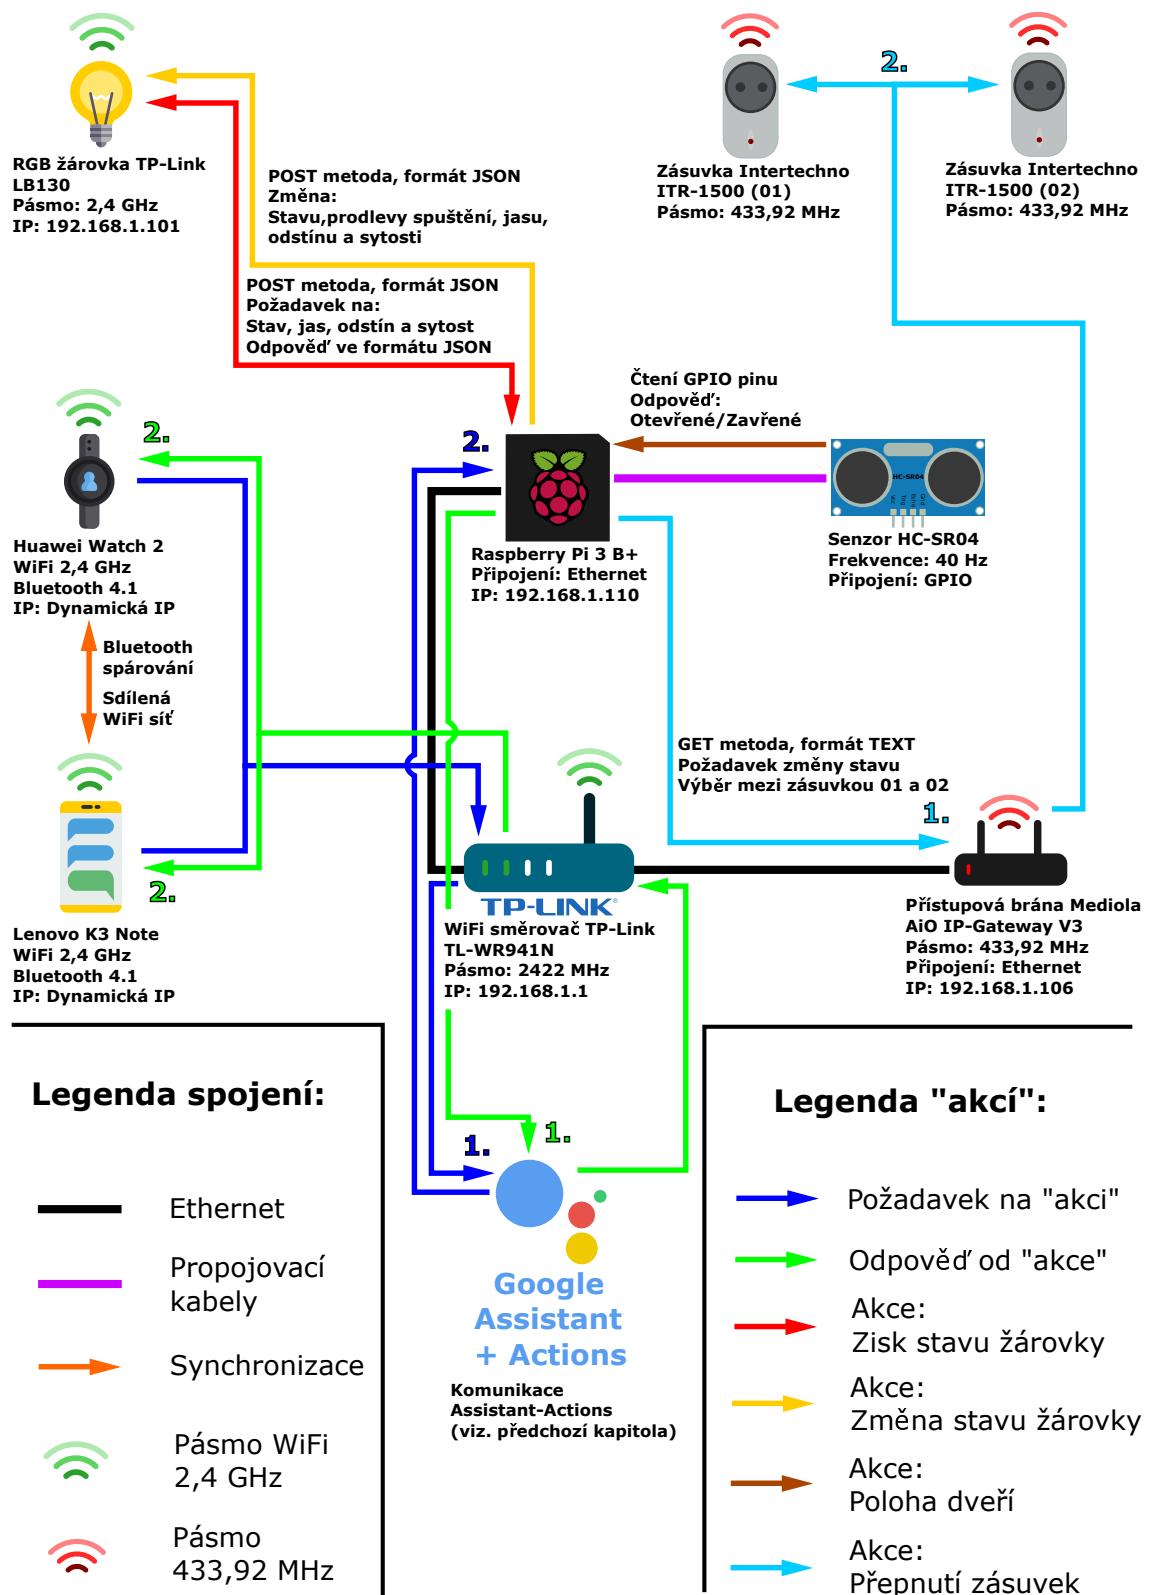 2.
RGB žárovka TP-Link
LB130
Pásmo: 2,4 GHz
IP: 192.168.1.101
Zásuvka Intertechno
ITR-1500 (01)
Pásmo: 433,92 MHz
Zásuvka Intertechno
ITR-1500 (02)
Pásmo: 433,92 MHz
POST metoda, formát JSON
Změna:
Stavu,prodlevy spuštění, jasu,
odstínu a sytosti
POST metoda, formát JSON
Požadavek na:
Stav, jas, odstín a sytost
Odpověď ve formátu JSON
Čtení GPIO pinu
Odpověď:
Otevřené/Zavřené
2.
2.
HC-SR04
Vcc
Trig
Echo
Gnd
Huawei Watch 2
WiFi 2,4 GHz
Bluetooth 4.1
IP: Dynamická IP
Raspberry Pi 3 B+
Připojení: Ethernet
IP: 192.168.1.110
Senzor HC-SR04
Frekvence: 40 Hz
Připojení: GPIO
Bluetooth
spárování
Sdílená
WiFi síť
GET metoda, formát TEXT
Požadavek změny stavu
Výběr mezi zásuvkou 01 a 02
1.
2.
TP-LINK®
Lenovo K3 Note
WiFi 2,4 GHz
Bluetooth 4.1
IP: Dynamická IP
WiFi směrovač TP-Link
TL-WR941N
Pásmo: 2422 MHz
IP: 192.168.1.1
Přístupová brána Mediola
AiO IP-Gateway V3
Pásmo: 433,92 MHz
Připojení: Ethernet
IP: 192.168.1.106
1.
1.
Google
Assistant
+ Actions
Komunikace
Assistant-Actions
(viz. předchozí kapitola)
Legenda spojení:
Ethernet
Propojovací
kabely
Synchronizace
Pásmo WiFi
2,4 GHz
Pásmo
433,92 MHz
Legenda "akcí":
Požadavek na "akci"
Odpověď od "akce"
Akce:
Zisk stavu žárovky
Akce:
Změna stavu žárovky
Akce:
Poloha dveří
Akce:
Přepnutí zásuvek